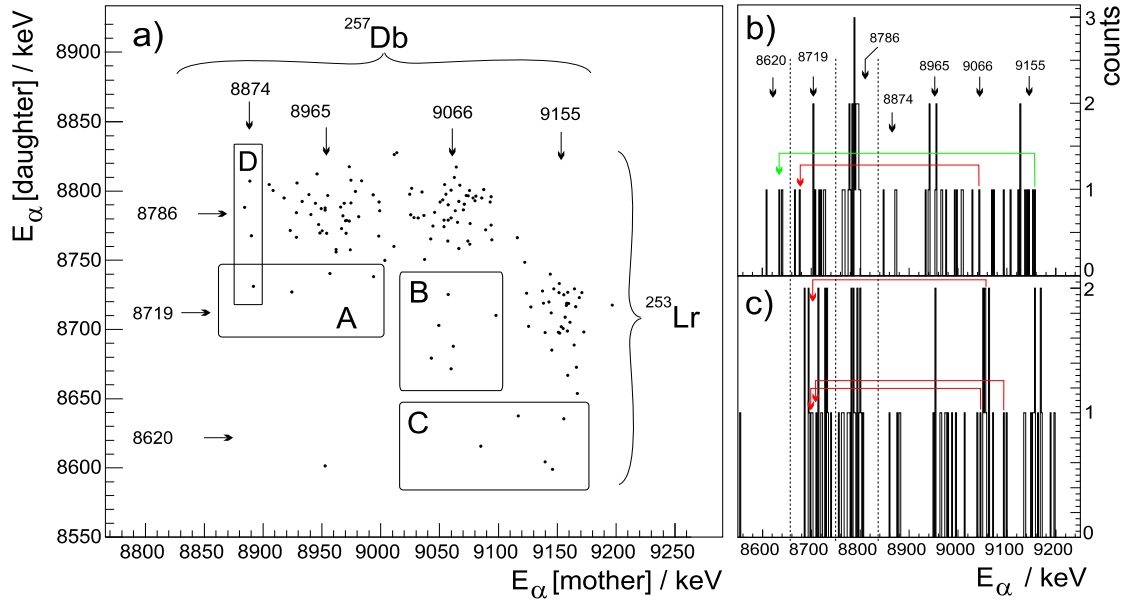 a)
257Db
8874
8965
9066
9155
D
8786
8719
8620
A
B
C
253Lr
8900
8850
8800
8750
8700
8650
8600
8550
8800 8850 8900 8950 9000 9050 9100 9150 9200 9250
Eα [daughter] / keV
Eα [mother] / keV
b)
8620
8719
8786
8874
8965
9066
9155
counts
3
2
1
0
c)
2
1
0
8600 8700 8800 8900 9000 9100 9200
Eα / keV